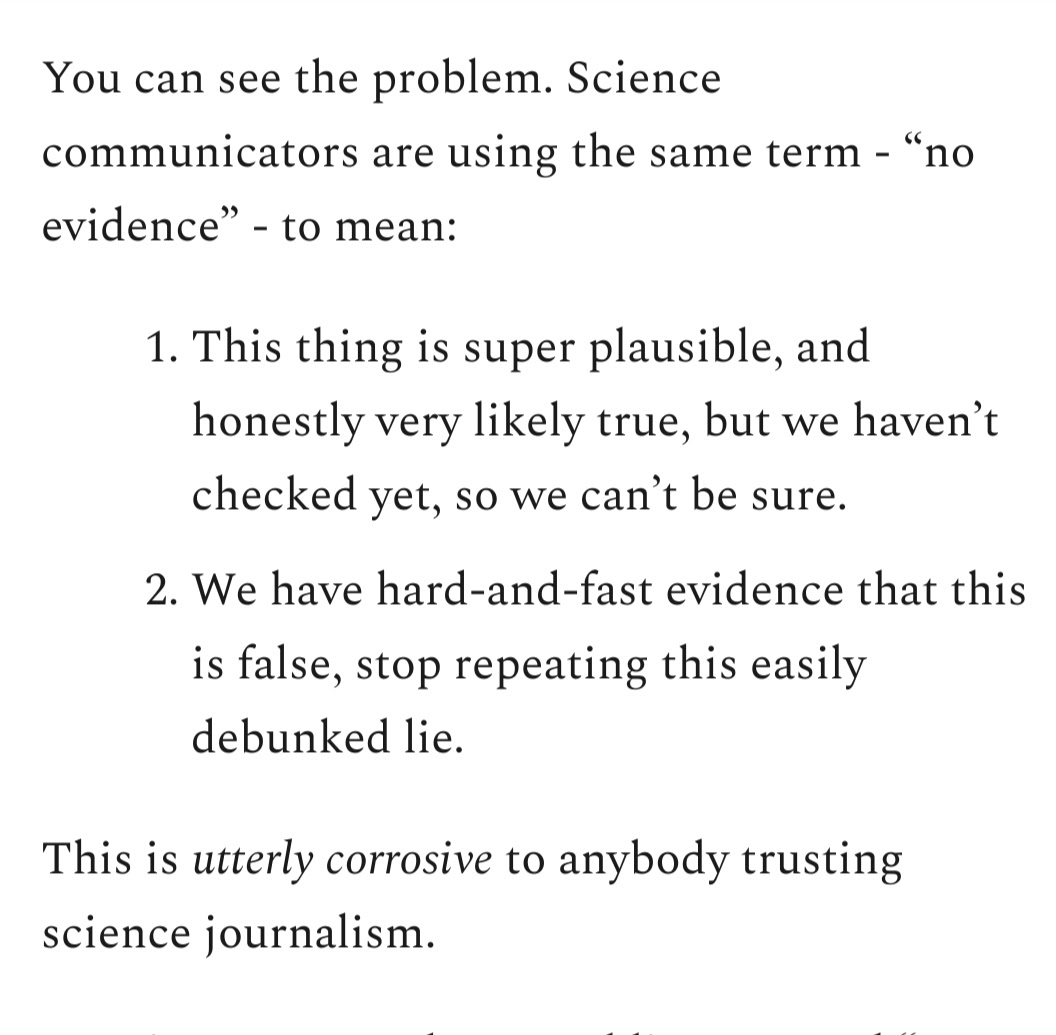 You can see the problem. Science
communicators are using the same term - “no
evidence” - to mean:
1. This thing is super plausible, and
honestly very likely true, but we haven’t
checked yet, so we can’t be sure.
2. We have hard-and-fast evidence that this
is false, stop repeating this easily
debunked lie.
This is utterly corrosive to anybody trusting
science journalism.